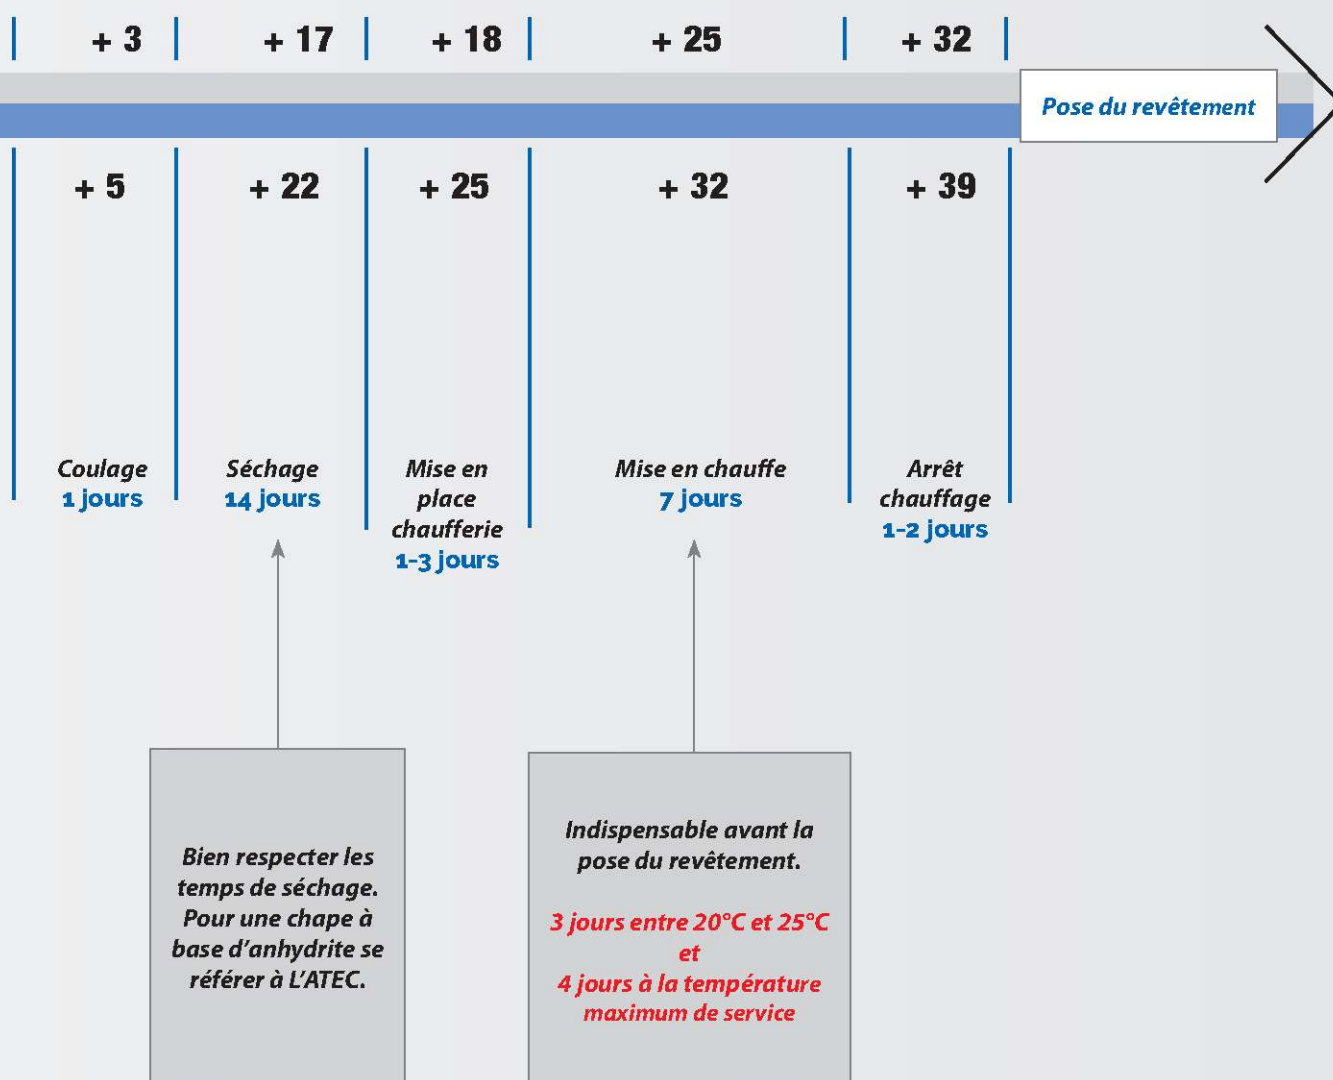 + 3
+ 17
+ 18
+ 25
+ 32
Pose du revêtement
+ 5
+ 22
+ 25
+ 32
+ 39
Coulage
1 jours
Séchage
14 jours
Mise en
place
chaufferie
1-3 jours
Mise en chauffe
7 jours
Arrêt
chauffage
1-2 jours
Bien respecter les
temps de séchage.
Pour une chape à
base d'anhydrite se
référer à L'ATEC.
Indispensable avant la
pose du revêtement.
3 jours entre 20°C et 25°C
et
4 jours à la température
maximum de service